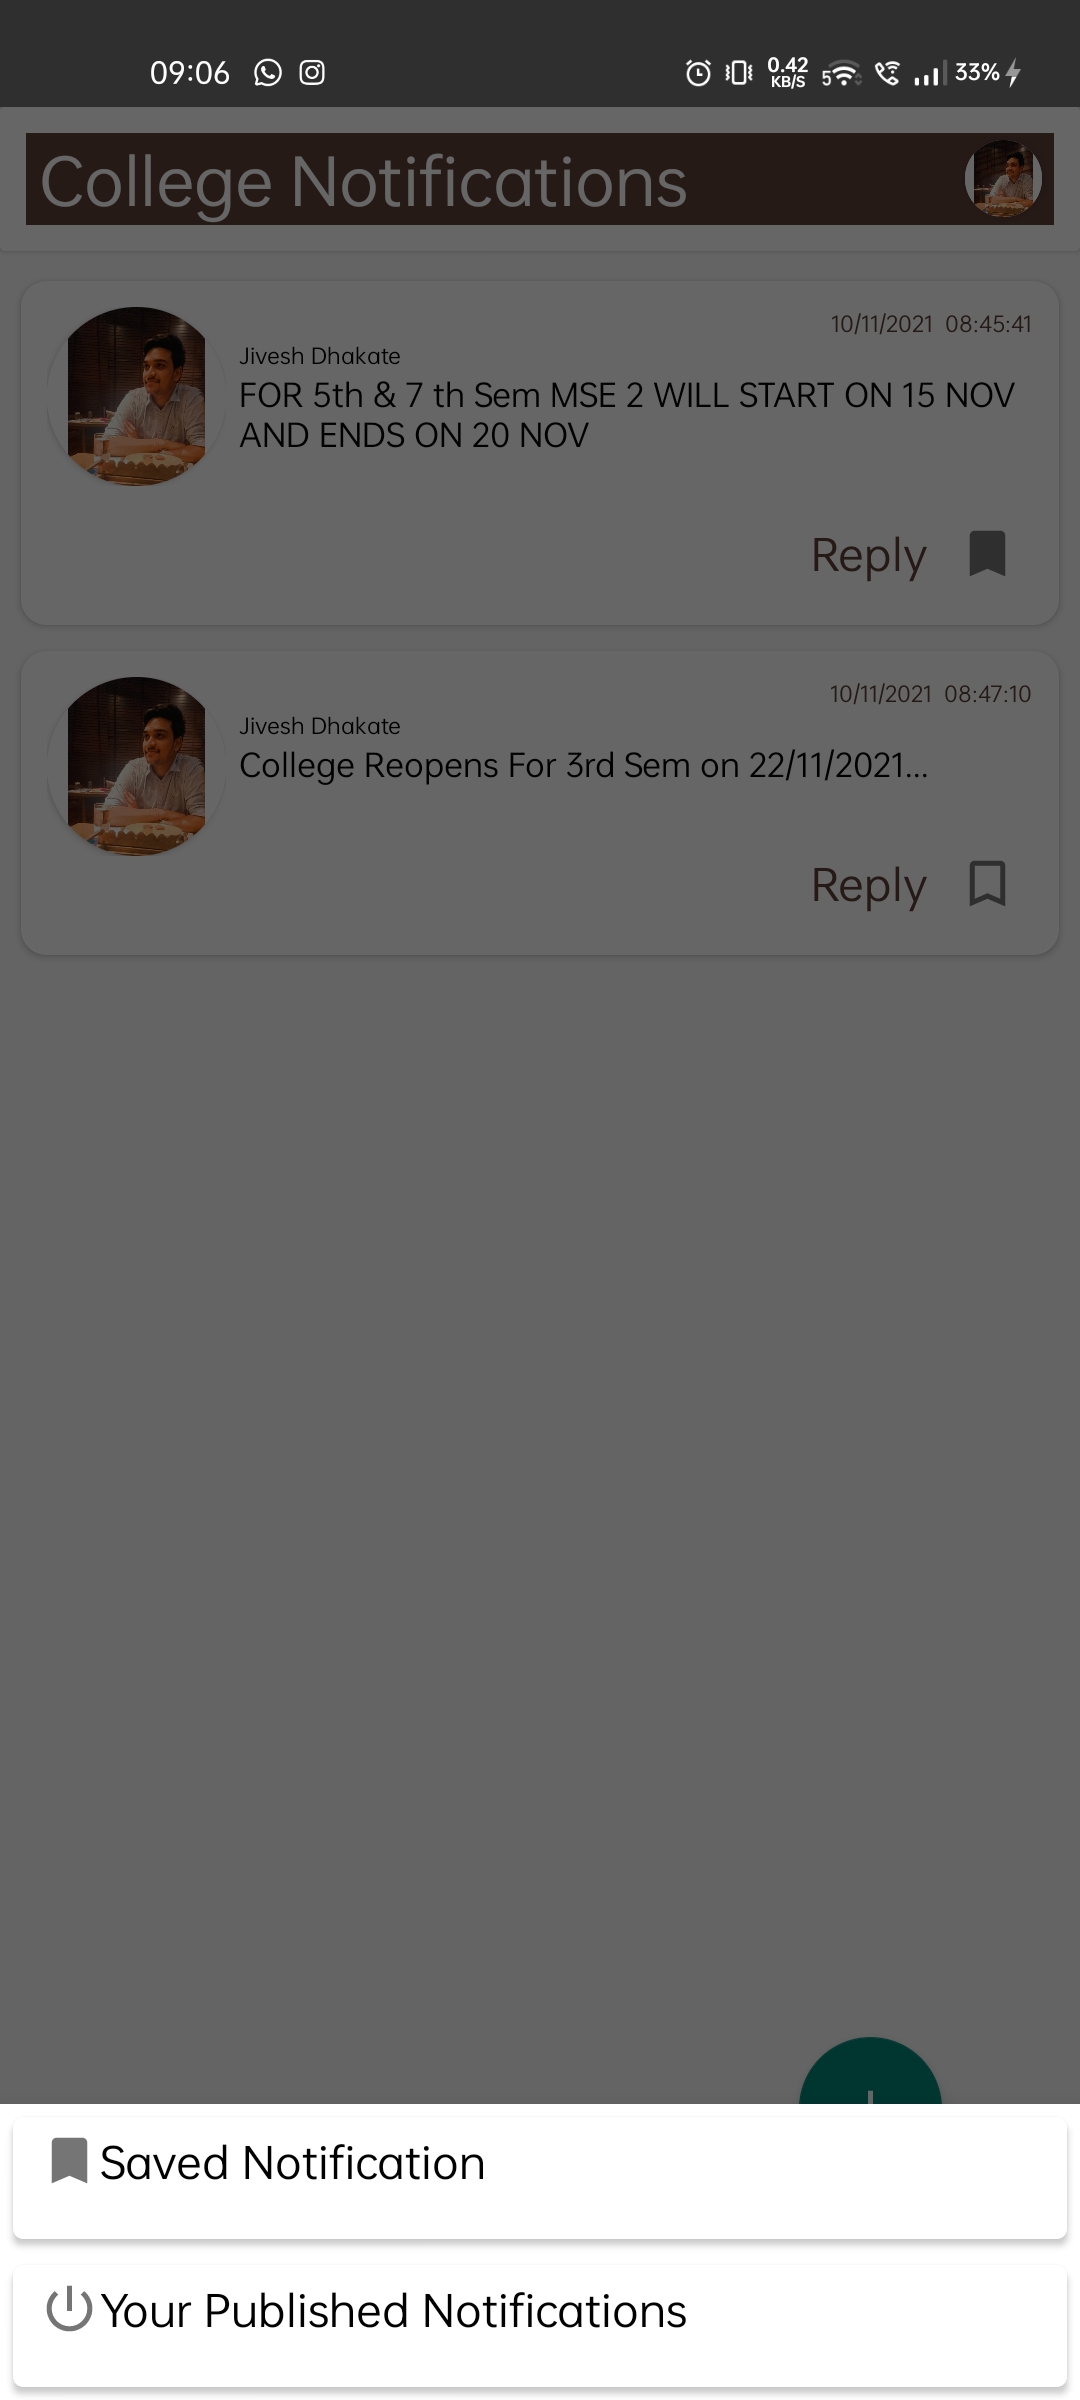 09:06 0.42 KB/S 5 33%
College Notifications
10/11/2021 08:45:41
Jivesh Dhakate
FOR 5th & 7 th Sem MSE 2 WILL START ON 15 NOV
AND ENDS ON 20 NOV
Reply
10/11/2021 08:47:10
Jivesh Dhakate
College Reopens For 3rd Sem on 22/11/2021...
Reply
Saved Notification
Your Published Notifications